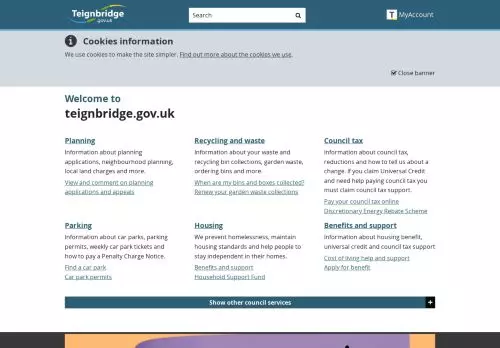 Teignbridge
.gov.uk
Search
T MyAccount
Cookies information
We use cookies to make the site simpler. Find out more about the cookies we use.
Close banner
Welcome to
teignbridge.gov.uk
Planning
Information about planning
applications, neighbourhood planning,
local land charges and more.
View and comment on planning
applications and appeals
Recycling and waste
Information about your waste and
recycling bin collections, garden waste,
ordering bins and more.
When are my bins and boxes collected?
Renew your garden waste collections
Council tax
information about council tax,
reductions and how to tell us about a
change. if you claim Universal Credit
and need help paying council tax you
must claim council tax support.
Pay your council tax online
Discretionary Energy Rebate Scheme
Parking
Information about car parks, parking
permits, weekly car park tickets and
how to pay a Penalty Charge Notice.
Find a car park
Car park permits
Housing
We prevent homelessness, maintain
housing standards and help people to
stay independent in their homes.
Benefits and support
Household Support Fund
Benefits and support
Information about housing benefit,
universal credit and council tax support
Cost of living help and support
Apply for benefit
Show other council services +